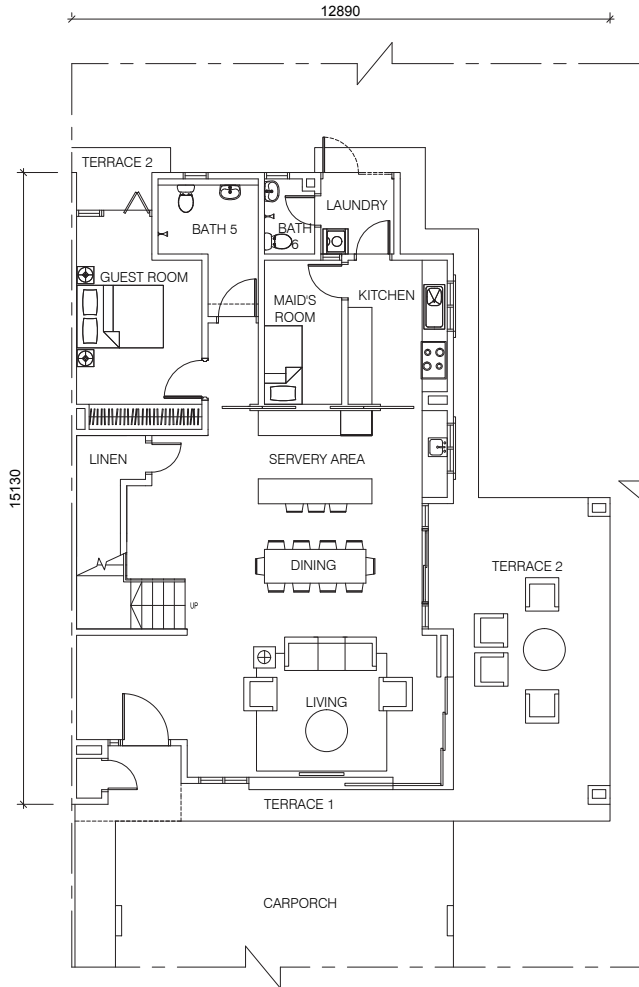 12890
TERRACE 2
LAUNDRY
BATH 5
BATH
6
GUEST ROOM
MAID'S
ROOM
KITCHEN
15130
LINEN
SERVERY AREA
DINING
TERRACE 2
UP
LIVING
TERRACE 1
CARPORCH